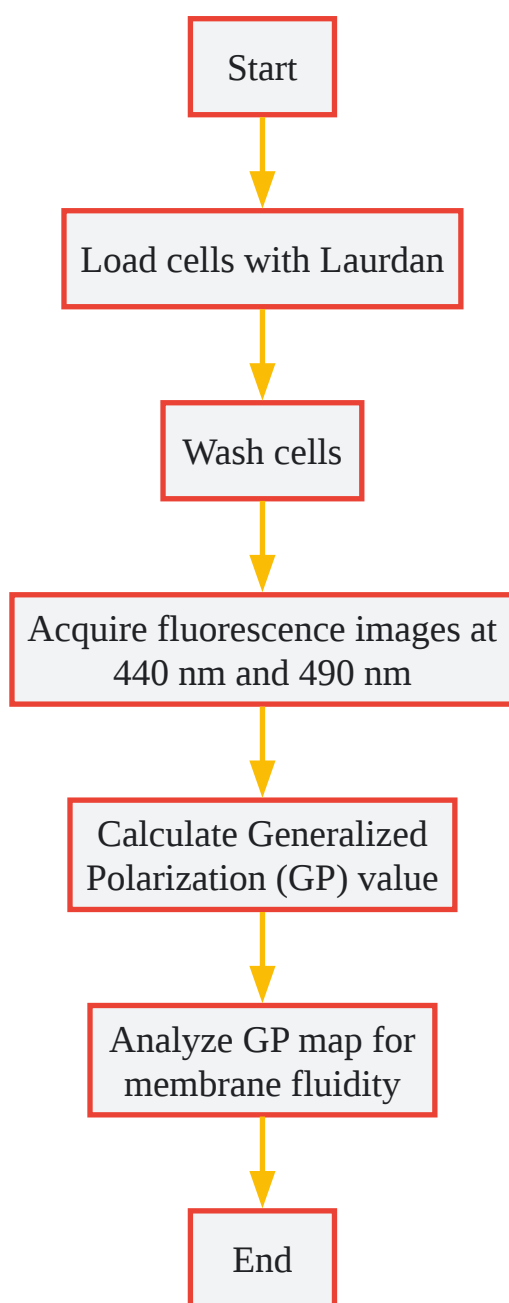 Start
Load cells with Laurdan
Wash cells
Acquire fluorescence images at
440 nm and 490 nm
Calculate Generalized
Polarization (GP) value
Analyze GP map for
membrane fluidity
End